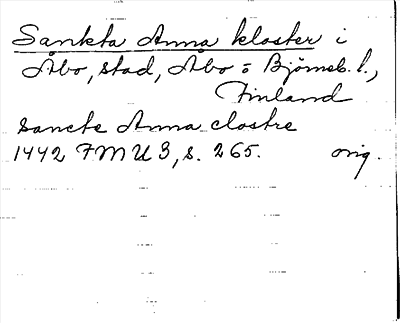 Sankta Anna kloster i
Åbo, stad, Åbo o Björneb. l.,
Finland
sancte Anna clostre
1442 FMU 3, s. 265. orig.